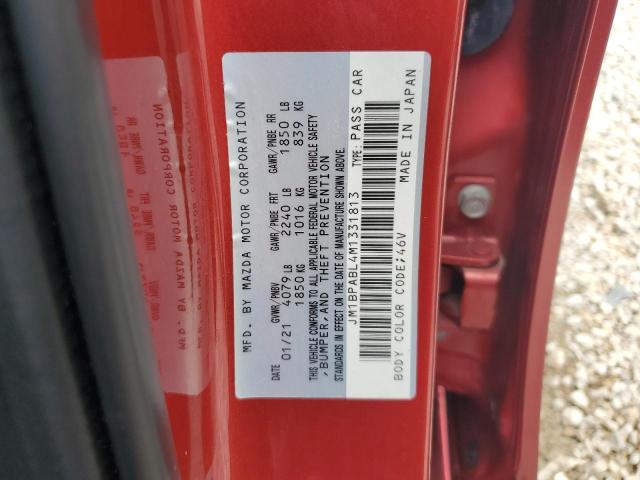 MFD. BY MAZDA MOTOR CORPORATION
DATE GVWR/PNBV GAWR/PNBE FRT GAWR/PNBE RR
01/21 4079 LB 2240 LB 1850 LB
1850 KG 1016 KG 839 KG
THIS VEHICLE CONFORMS TO ALL APPLICABLE FEDERAL MOTOR VEHICLE SAFETY
,BUMPER,AND THEFT PREVENTION
STANDARDS IN EFFECT ON THE DATE OF MANUFACTURE SHOWN ABOVE.
JM1BPABL4M1331813 TYPE: PASS CAR
BODY COLOR CODE:46V MADE IN JAPAN